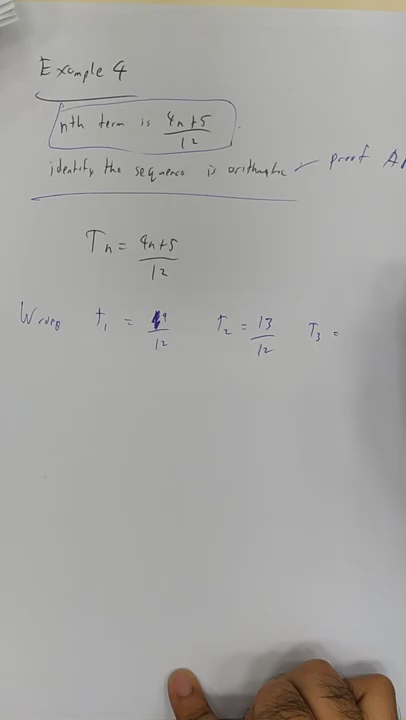 Example 4
nth term is 4n+5/12
identify the sequence is arithmetic proof
Tn = 4n+5/12
Wrong t1 = 9/12 T2 = 13/12 T3 =